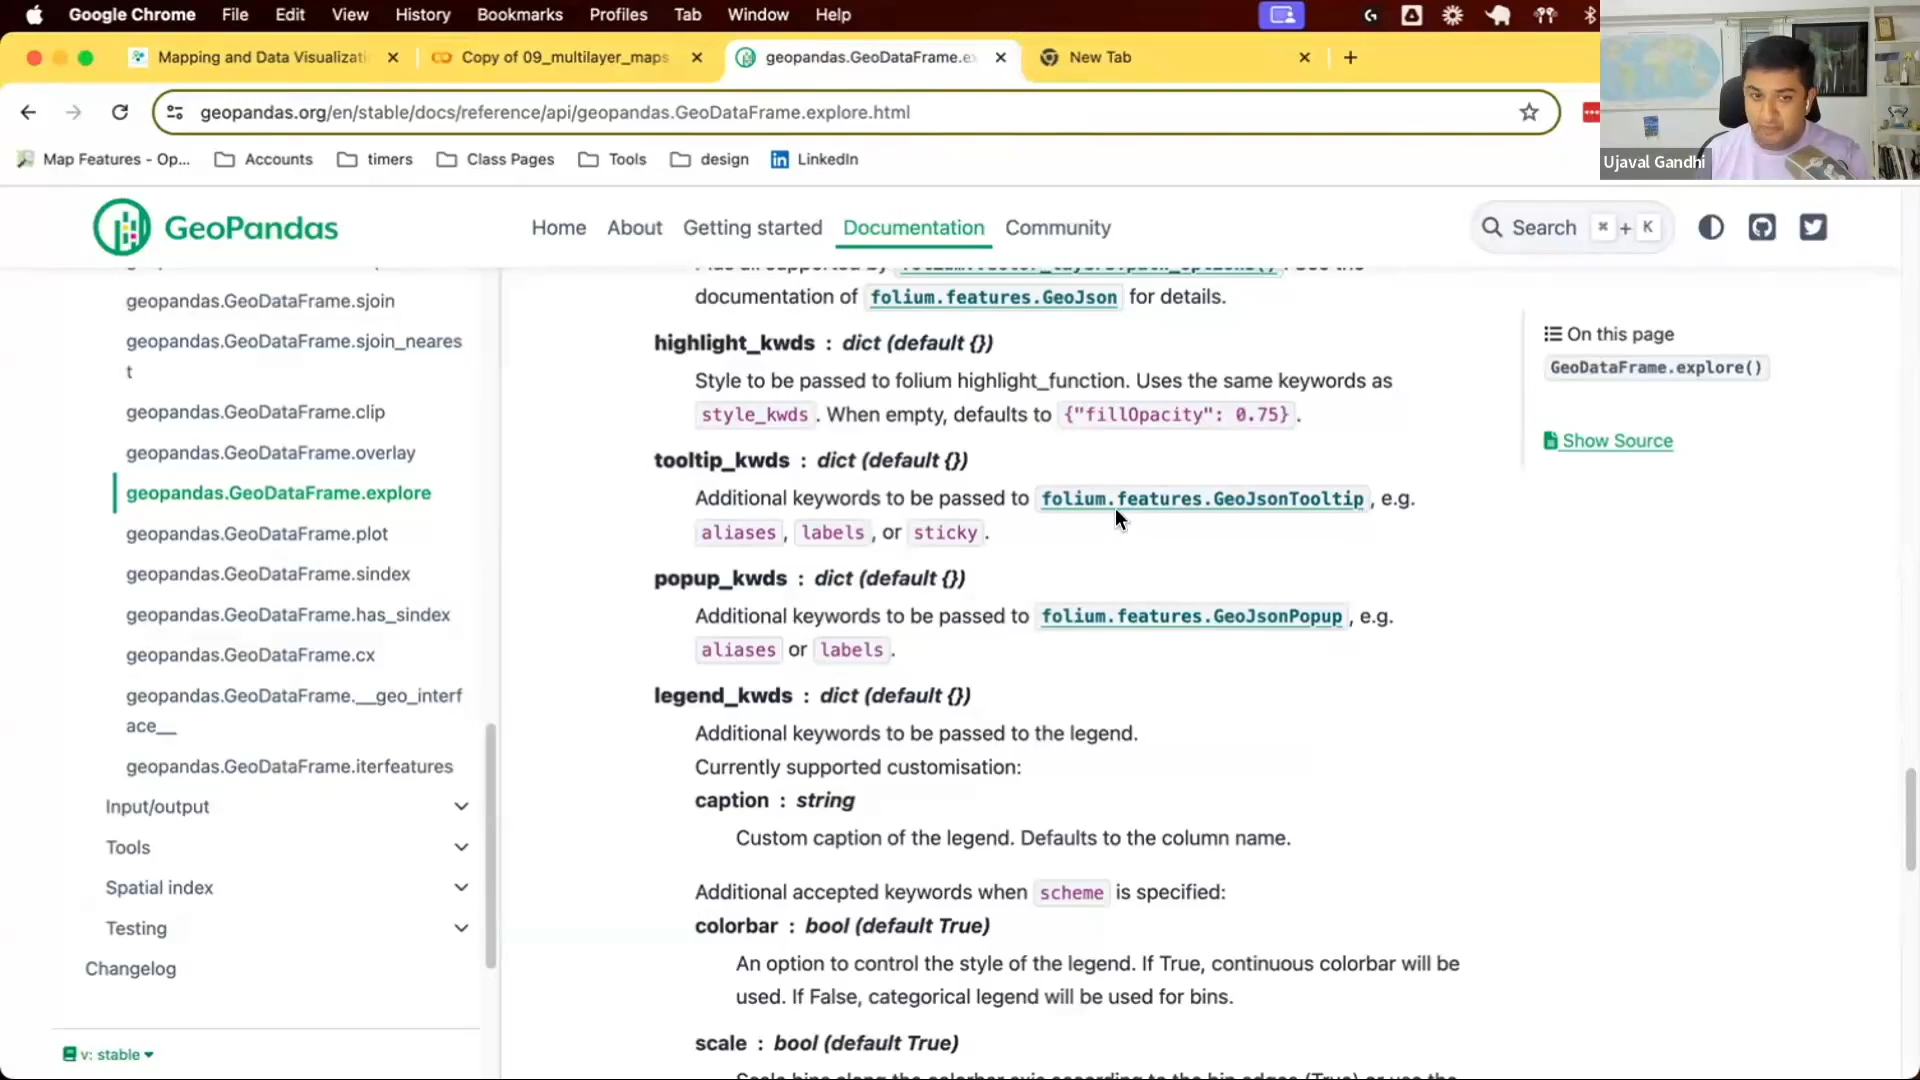 Google Chrome File Edit View History Bookmarks Profiles Tab Window Help
Mapping and Data Visualizati Copy of 09_multilayer_maps geopandas.GeoDataFrame.e New Tab
geopandas.org/en/stable/docs/reference/api/geopandas.GeoDataFrame.explore.html
Map Features - Op... Accounts timers Class Pages Tools design LinkedIn
Ujaval Gandhi
GeoPandas
Home About Getting started Documentation Community
Search ⌘ + K
geopandas.GeoDataFrame.sjoin
geopandas.GeoDataFrame.sjoin_neares
t
geopandas.GeoDataFrame.clip
geopandas.GeoDataFrame.overlay
geopandas.GeoDataFrame.explore
geopandas.GeoDataFrame.plot
geopandas.GeoDataFrame.sindex
geopandas.GeoDataFrame.has_sindex
geopandas.GeoDataFrame.cx
geopandas.GeoDataFrame.__geo_interf
ace__
geopandas.GeoDataFrame.iterfeatures
Input/output
Tools
Spatial index
Testing
Changelog
v: stable
documentation of folium.features.GeoJson for details.
highlight_kwds : dict (default {})
Style to be passed to folium highlight_function. Uses the same keywords as
style_kwds. When empty, defaults to {"fillOpacity": 0.75}.
tooltip_kwds : dict (default {})
Additional keywords to be passed to folium.features.GeoJsonTooltip, e.g.
aliases, labels, or sticky.
popup_kwds : dict (default {})
Additional keywords to be passed to folium.features.GeoJsonPopup, e.g.
aliases or labels.
legend_kwds : dict (default {})
Additional keywords to be passed to the legend.
Currently supported customisation:
caption : string
Custom caption of the legend. Defaults to the column name.
Additional accepted keywords when scheme is specified:
colorbar : bool (default True)
An option to control the style of the legend. If True, continuous colorbar will be
used. If False, categorical legend will be used for bins.
scale : bool (default True)
On this page
GeoDataFrame.explore()
Show Source